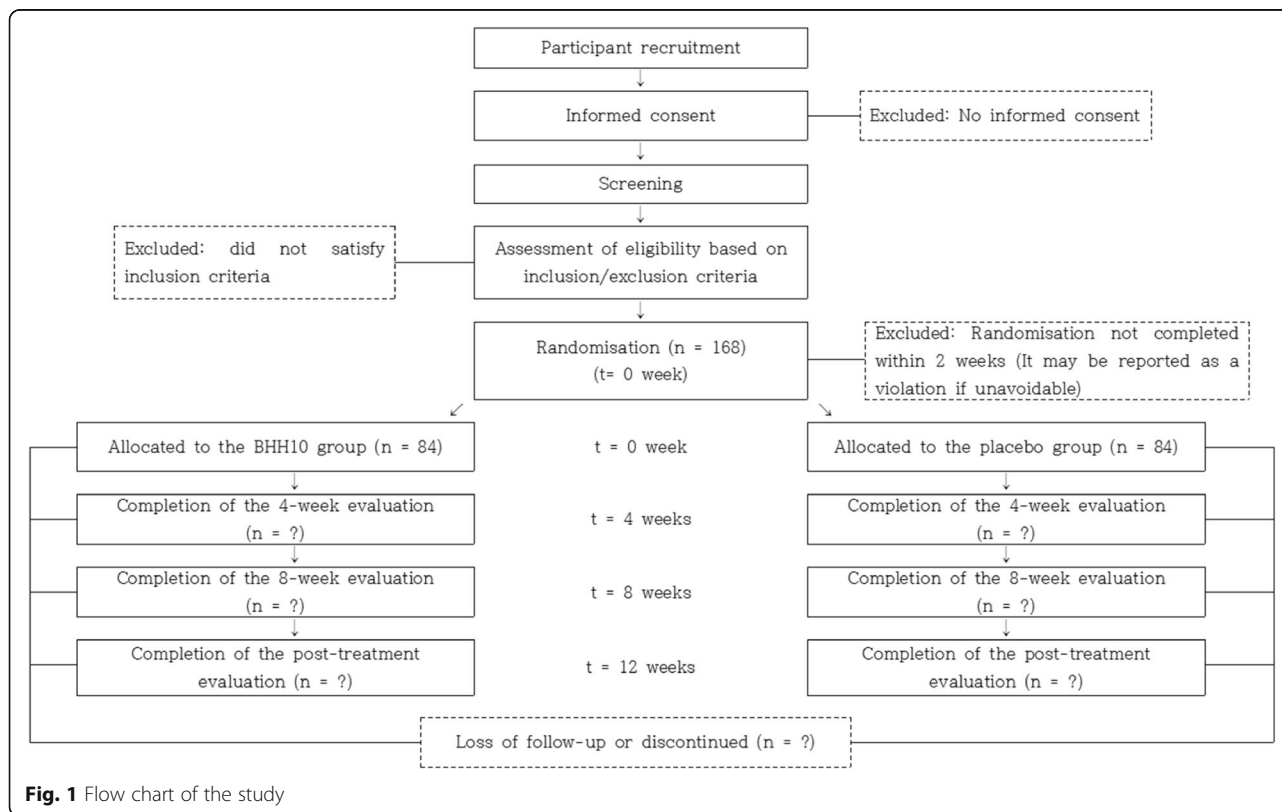 Participant recruitment
Informed consent
Excluded: No informed consent
Screening
Excluded: did not satisfy
inclusion criteria
Assessment of eligibility based on
inclusion/exclusion criteria
Randomisation (n = 168)
(t= 0 week)
Excluded: Randomisation not completed
within 2 weeks (It may be reported as a
violation if unavoidable)
Allocated to the BHH10 group (n = 84)
t = 0 week
Allocated to the placebo group (n = 84)
Completion of the 4-week evaluation
(n = ?)
t = 4 weeks
Completion of the 4-week evaluation
(n = ?)
Completion of the 8-week evaluation
(n = ?)
t = 8 weeks
Completion of the 8-week evaluation
(n = ?)
Completion of the post-treatment
evaluation (n = ?)
t = 12 weeks
Completion of the post-treatment
evaluation (n = ?)
Loss of follow-up or discontinued (n = ?)
Fig. 1 Flow chart of the study